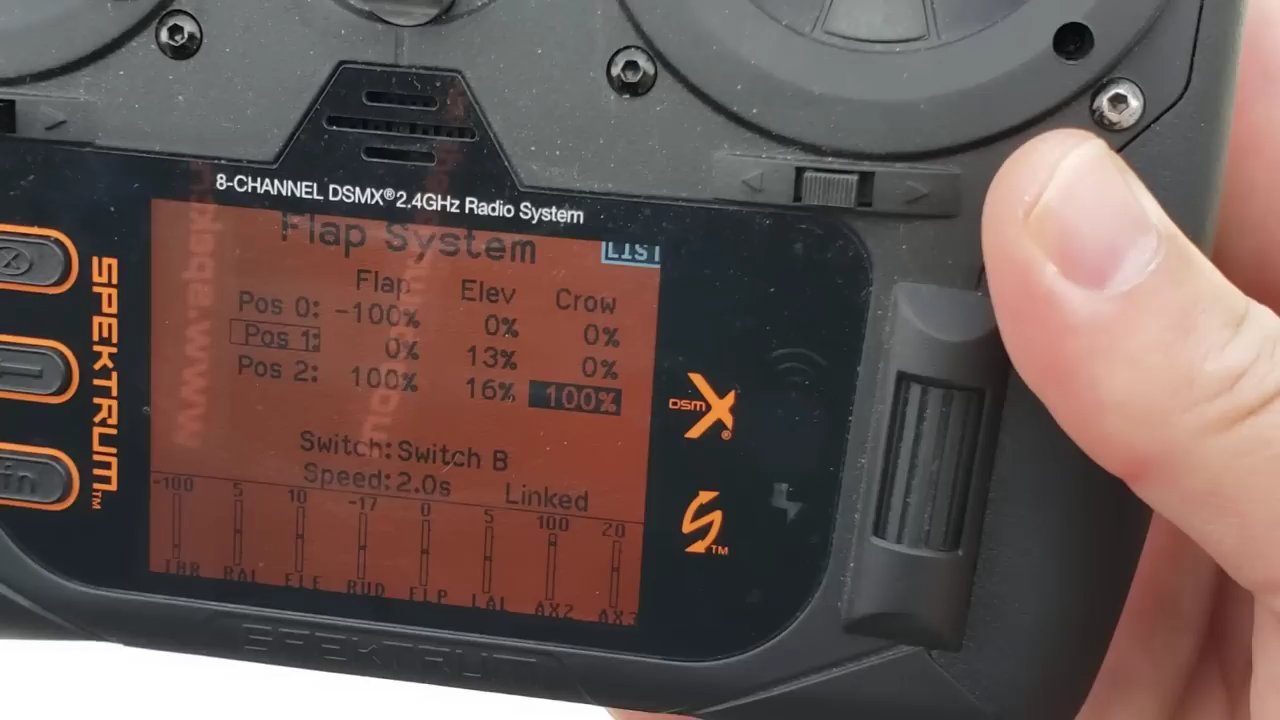 8-CHANNEL DSMX® 2.4GHz Radio System
Flap System
LIST
Flap Elev Crow
Pos 0: -100% 0% 0%
Pos 1: 0% 13% 0%
Pos 2: 100% 16% 100%
Switch: Switch B
Speed: 2.0s Linked
-100 5 10 -17 0 5 100 20
THR RAL ELE RUD FLP LAL AX2 AX3
SPEKTRUM™
DSM X®
™
SPEKTRUM